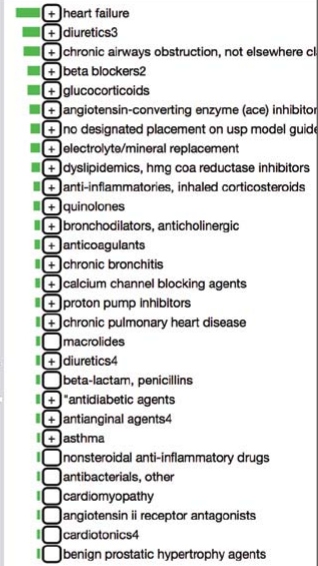 + heart failure
+ diuretics3
+ chronic airways obstruction, not elsewhere cl
+ beta blockers2
+ glucocorticoids
+ angiotensin-converting enzyme (ace) inhibitor
+ no designated placement on usp model guide
+ electrolyte/mineral replacement
+ dyslipidemics, hmg coa reductase inhibitors
+ anti-inflammatories, inhaled corticosteroids
+ quinolones
+ bronchodilators, anticholinergic
+ anticoagulants
+ chronic bronchitis
+ calcium channel blocking agents
+ proton pump inhibitors
+ chronic pulmonary heart disease
macrolides
+ diuretics4
beta-lactam, penicillins
+ *antidiabetic agents
+ antianginal agents4
+ asthma
nonsteroidal anti-inflammatory drugs
antibacterials, other
cardiomyopathy
angiotensin ii receptor antagonists
cardiotonics4
benign prostatic hypertrophy agents